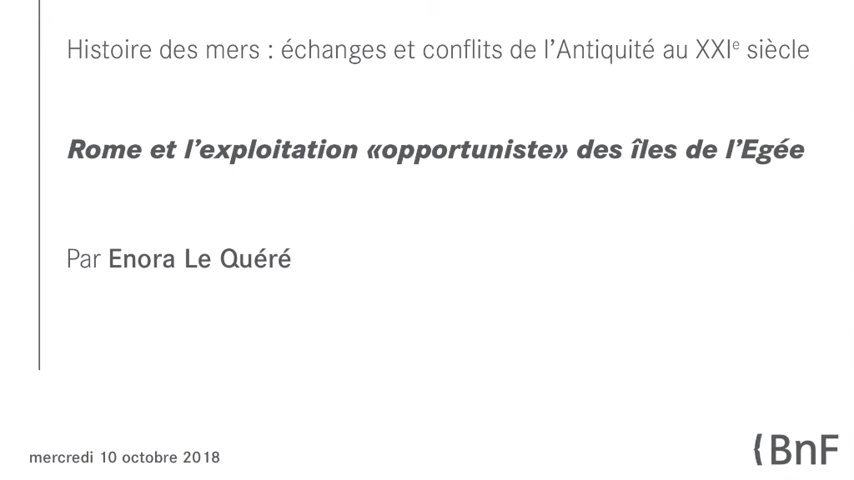 Histoire des mers : échanges et conflits de l'Antiquité au XXIe siècle
Rome et l'exploitation «opportuniste» des îles de l'Egée
Par Enora Le Quéré
mercredi 10 octobre 2018
{BnF